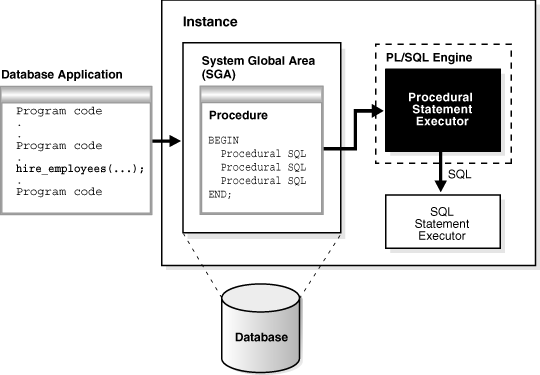 Instance
Database Application
Program code
.
.
Program code
.
hire_employees(...);
.
Program code
System Global Area
(SGA)
Procedure
BEGIN
Procedural SQL
Procedural SQL
Procedural SQL
END;
PL/SQL Engine
Procedural
Statement
Executor
SQL
SQL
Statement
Executor
Database